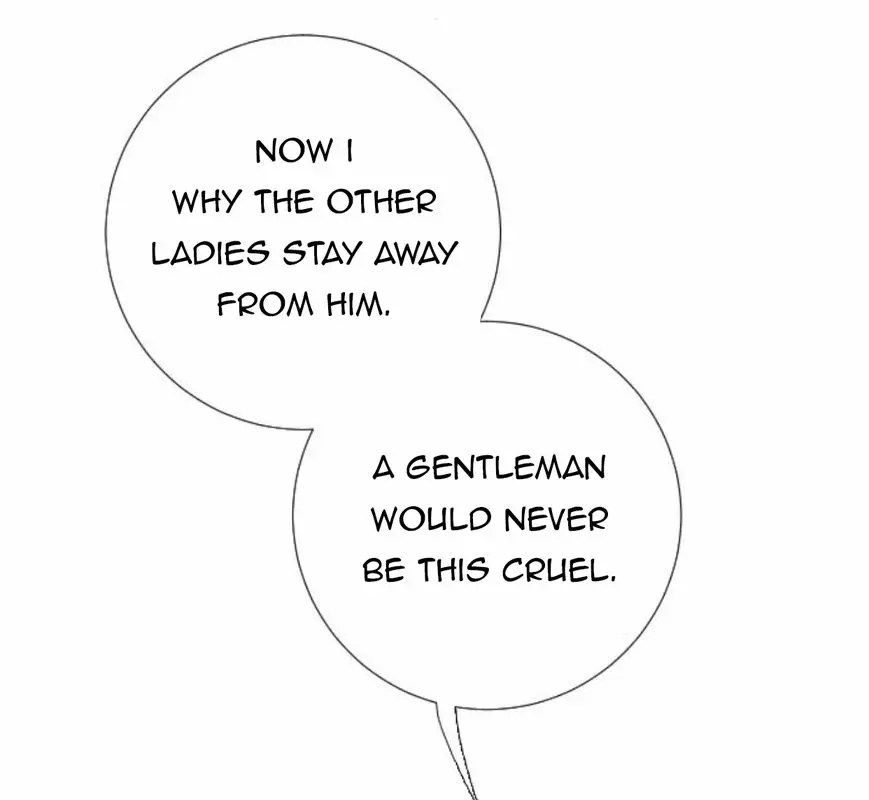 NOW I
WHY THE OTHER
LADIES STAY AWAY
FROM HIM.
A GENTLEMAN
WOULD NEVER
BE THIS CRUEL.